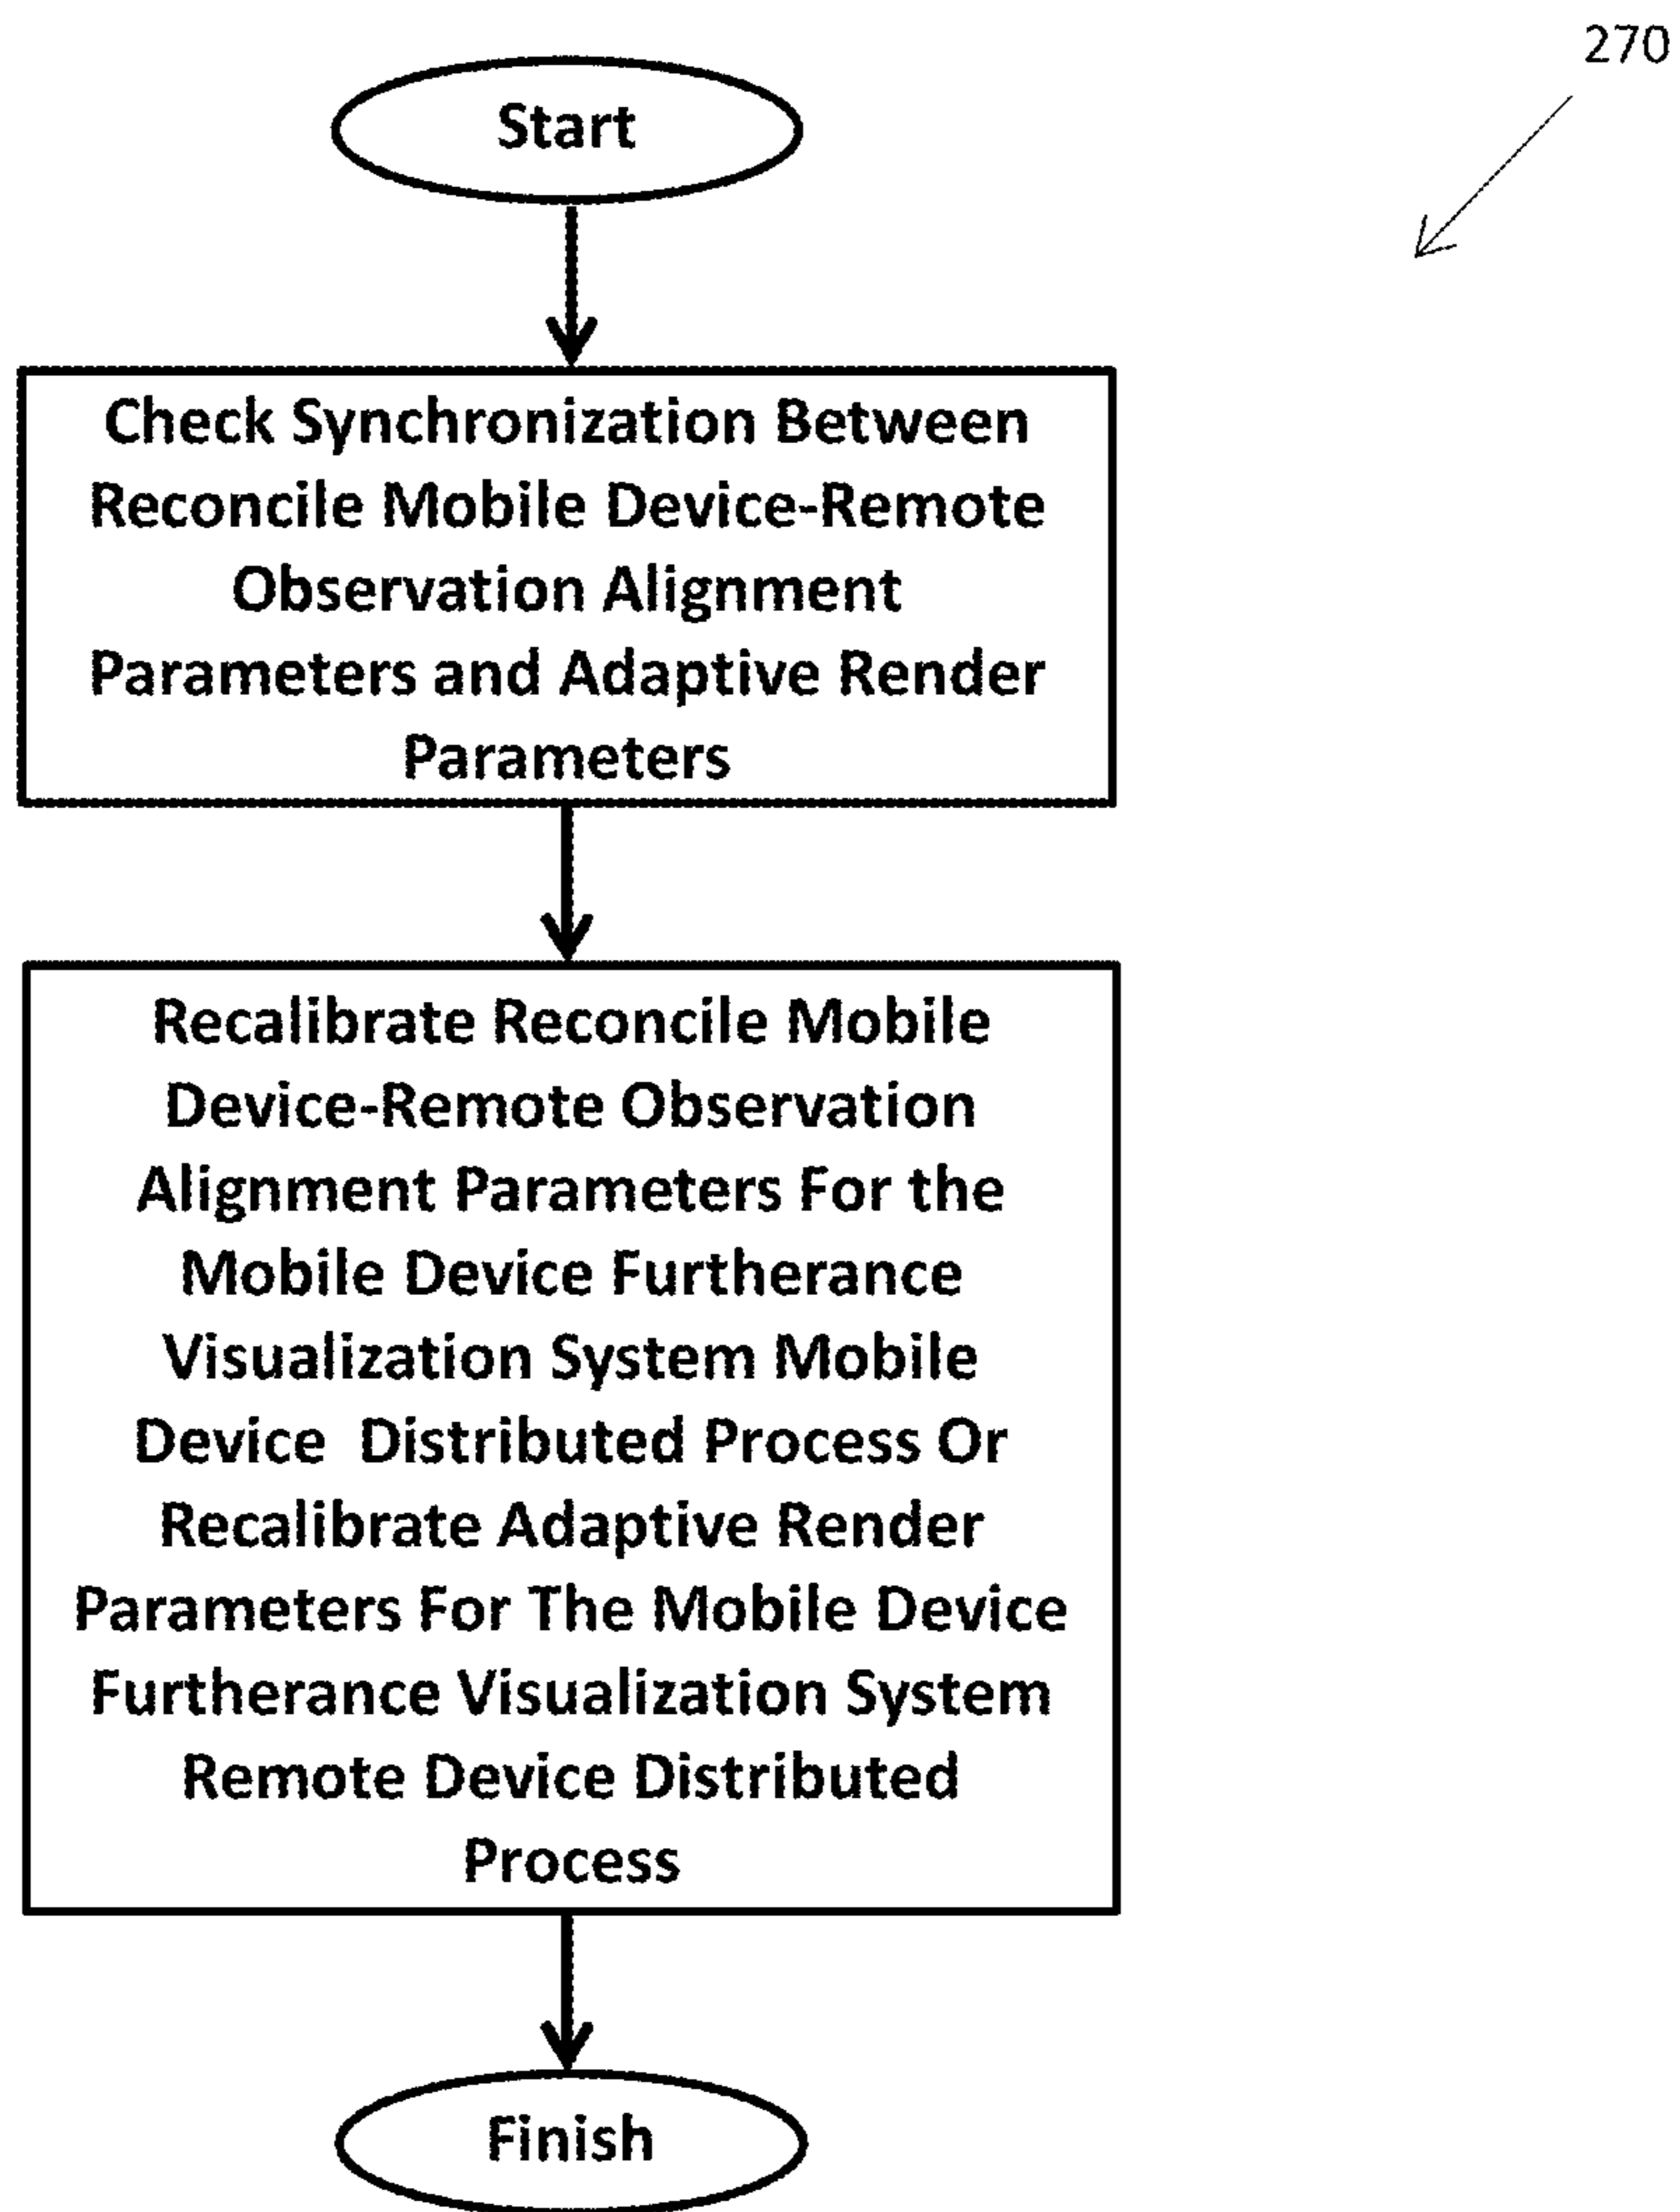 270
Start
Check Synchronization Between
Reconcile Mobile Device-Remote
Observation Alignment
Parameters and Adaptive Render
Parameters
Recalibrate Reconcile Mobile
Device-Remote Observation
Alignment Parameters For the
Mobile Device Furtherance
Visualization System Mobile
Device  Distributed Process Or
Recalibrate Adaptive Render
Parameters For The Mobile Device
Furtherance Visualization System
Remote Device Distributed
Process
Finish